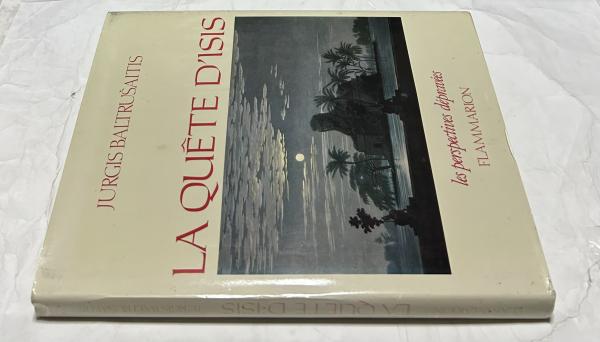 JURGIS BALTRUŠAITIS
LA QUÊTE D'ISIS
les perspectives dépravées
FLAMMARION
LA QUÊTE D'ISIS